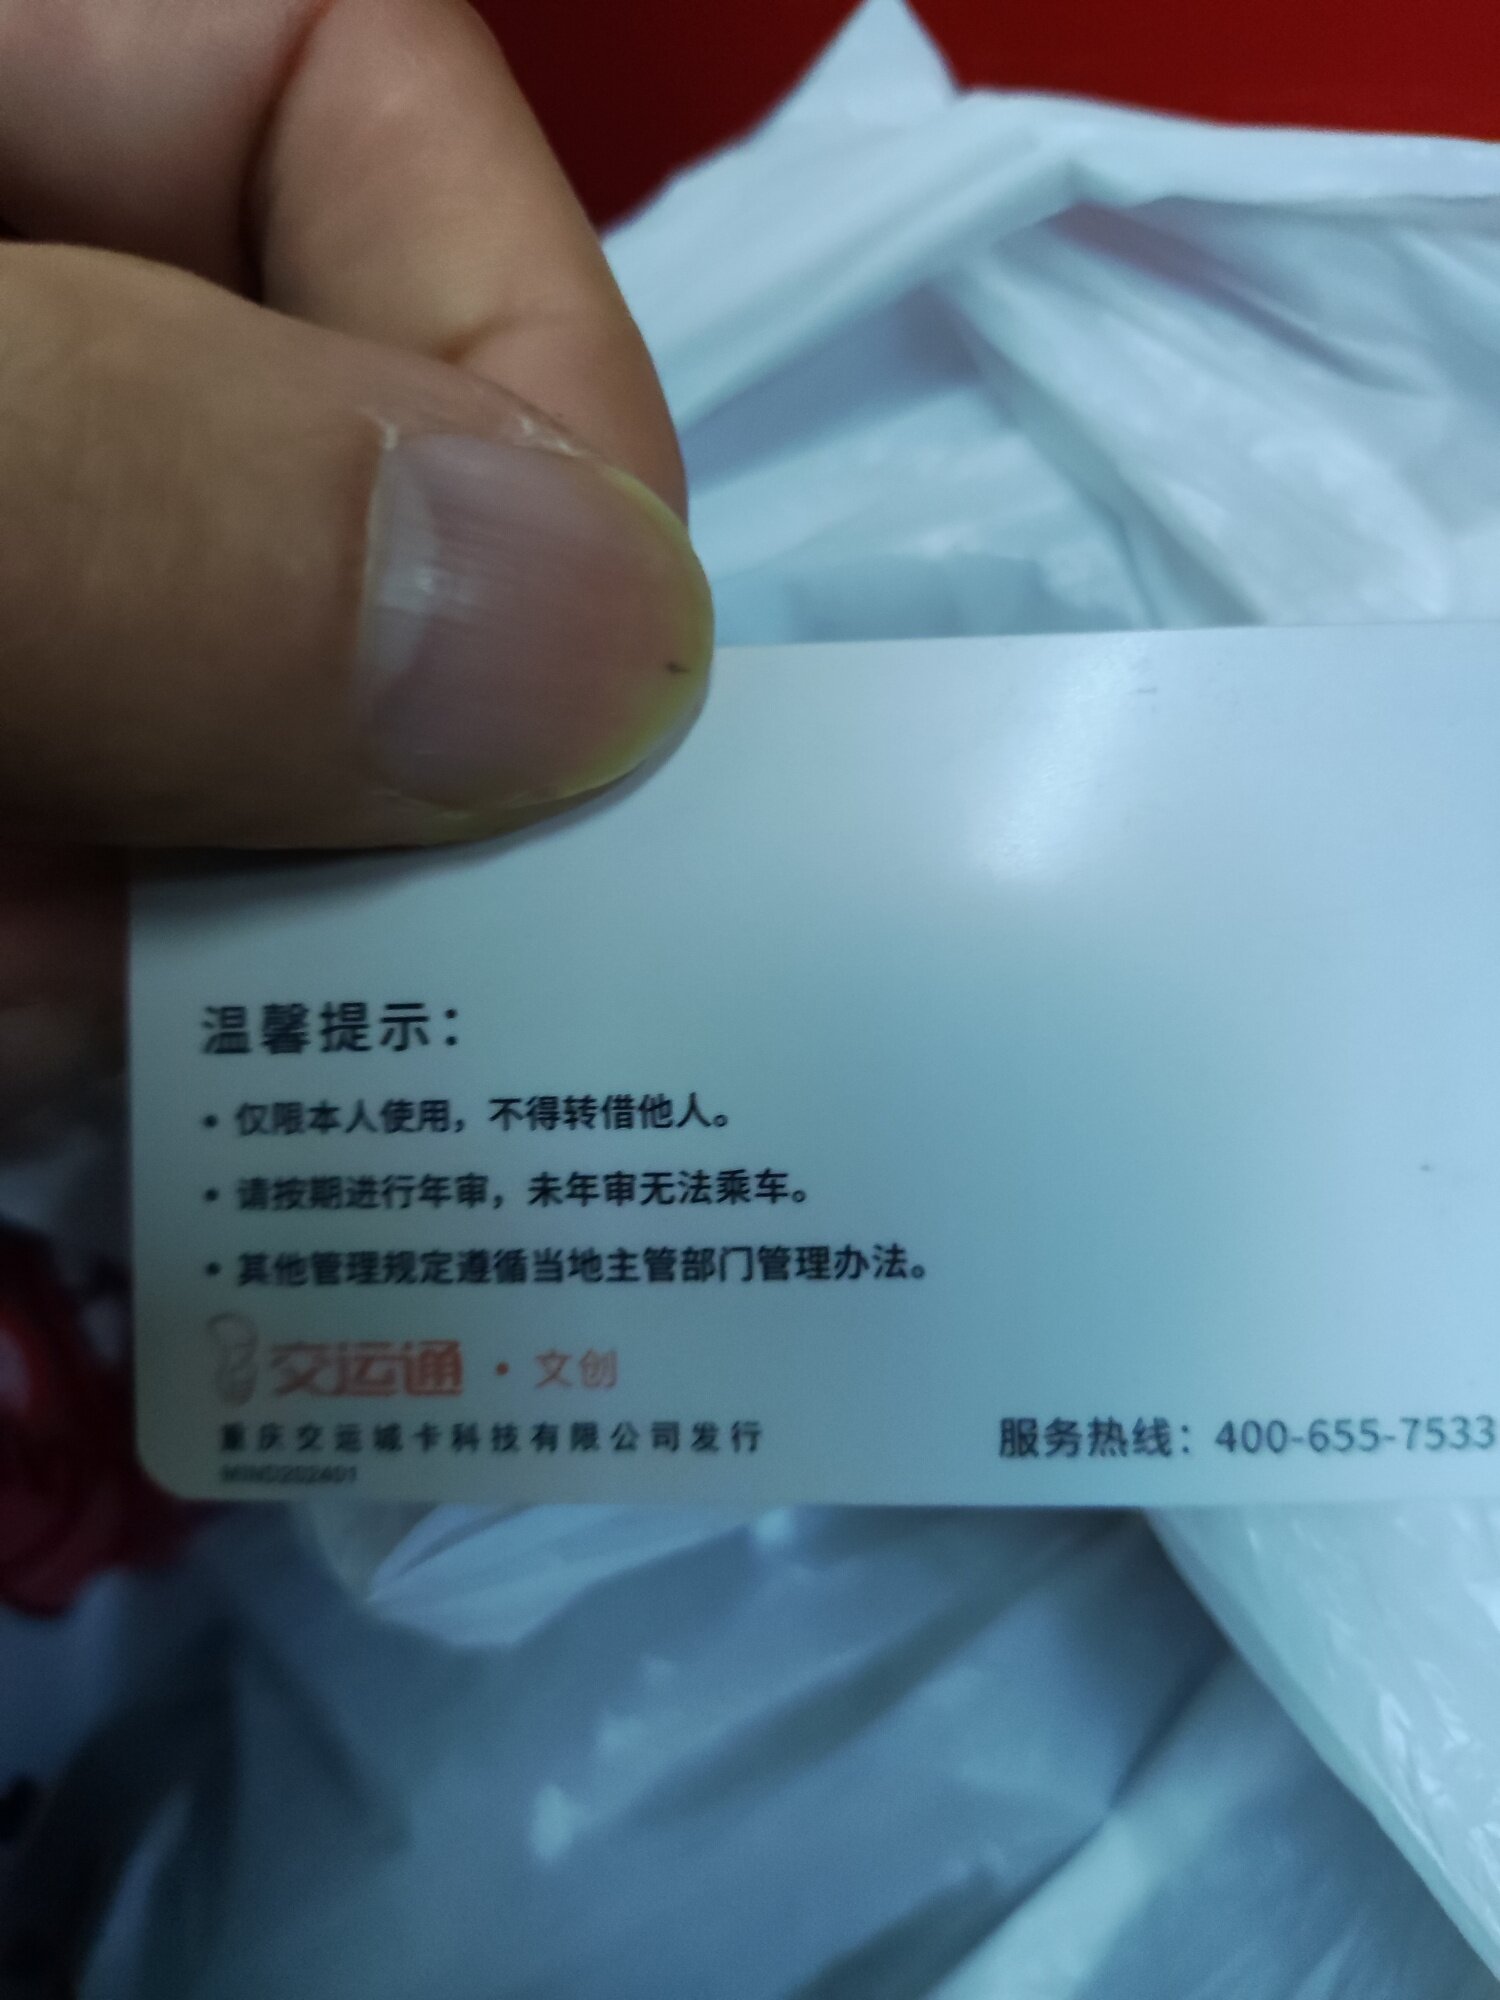 温馨提示：
• 仅限本人使用，不得转借他人。
• 请按期进行年审，未年审无法乘车。
• 其他管理规定遵循当地主管部门管理办法。
交运通 · 文创
重庆交运城卡科技有限公司发行
服务热线：400-655-7533
MIND202401